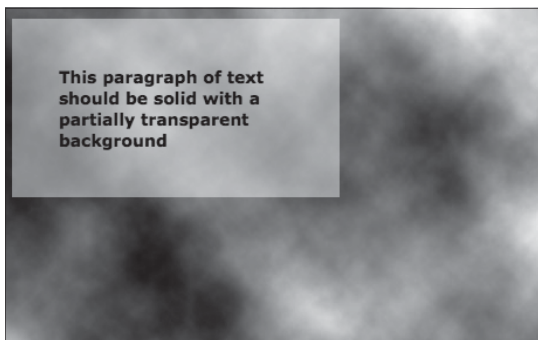 This paragraph of text
should be solid with a
partially transparent
background